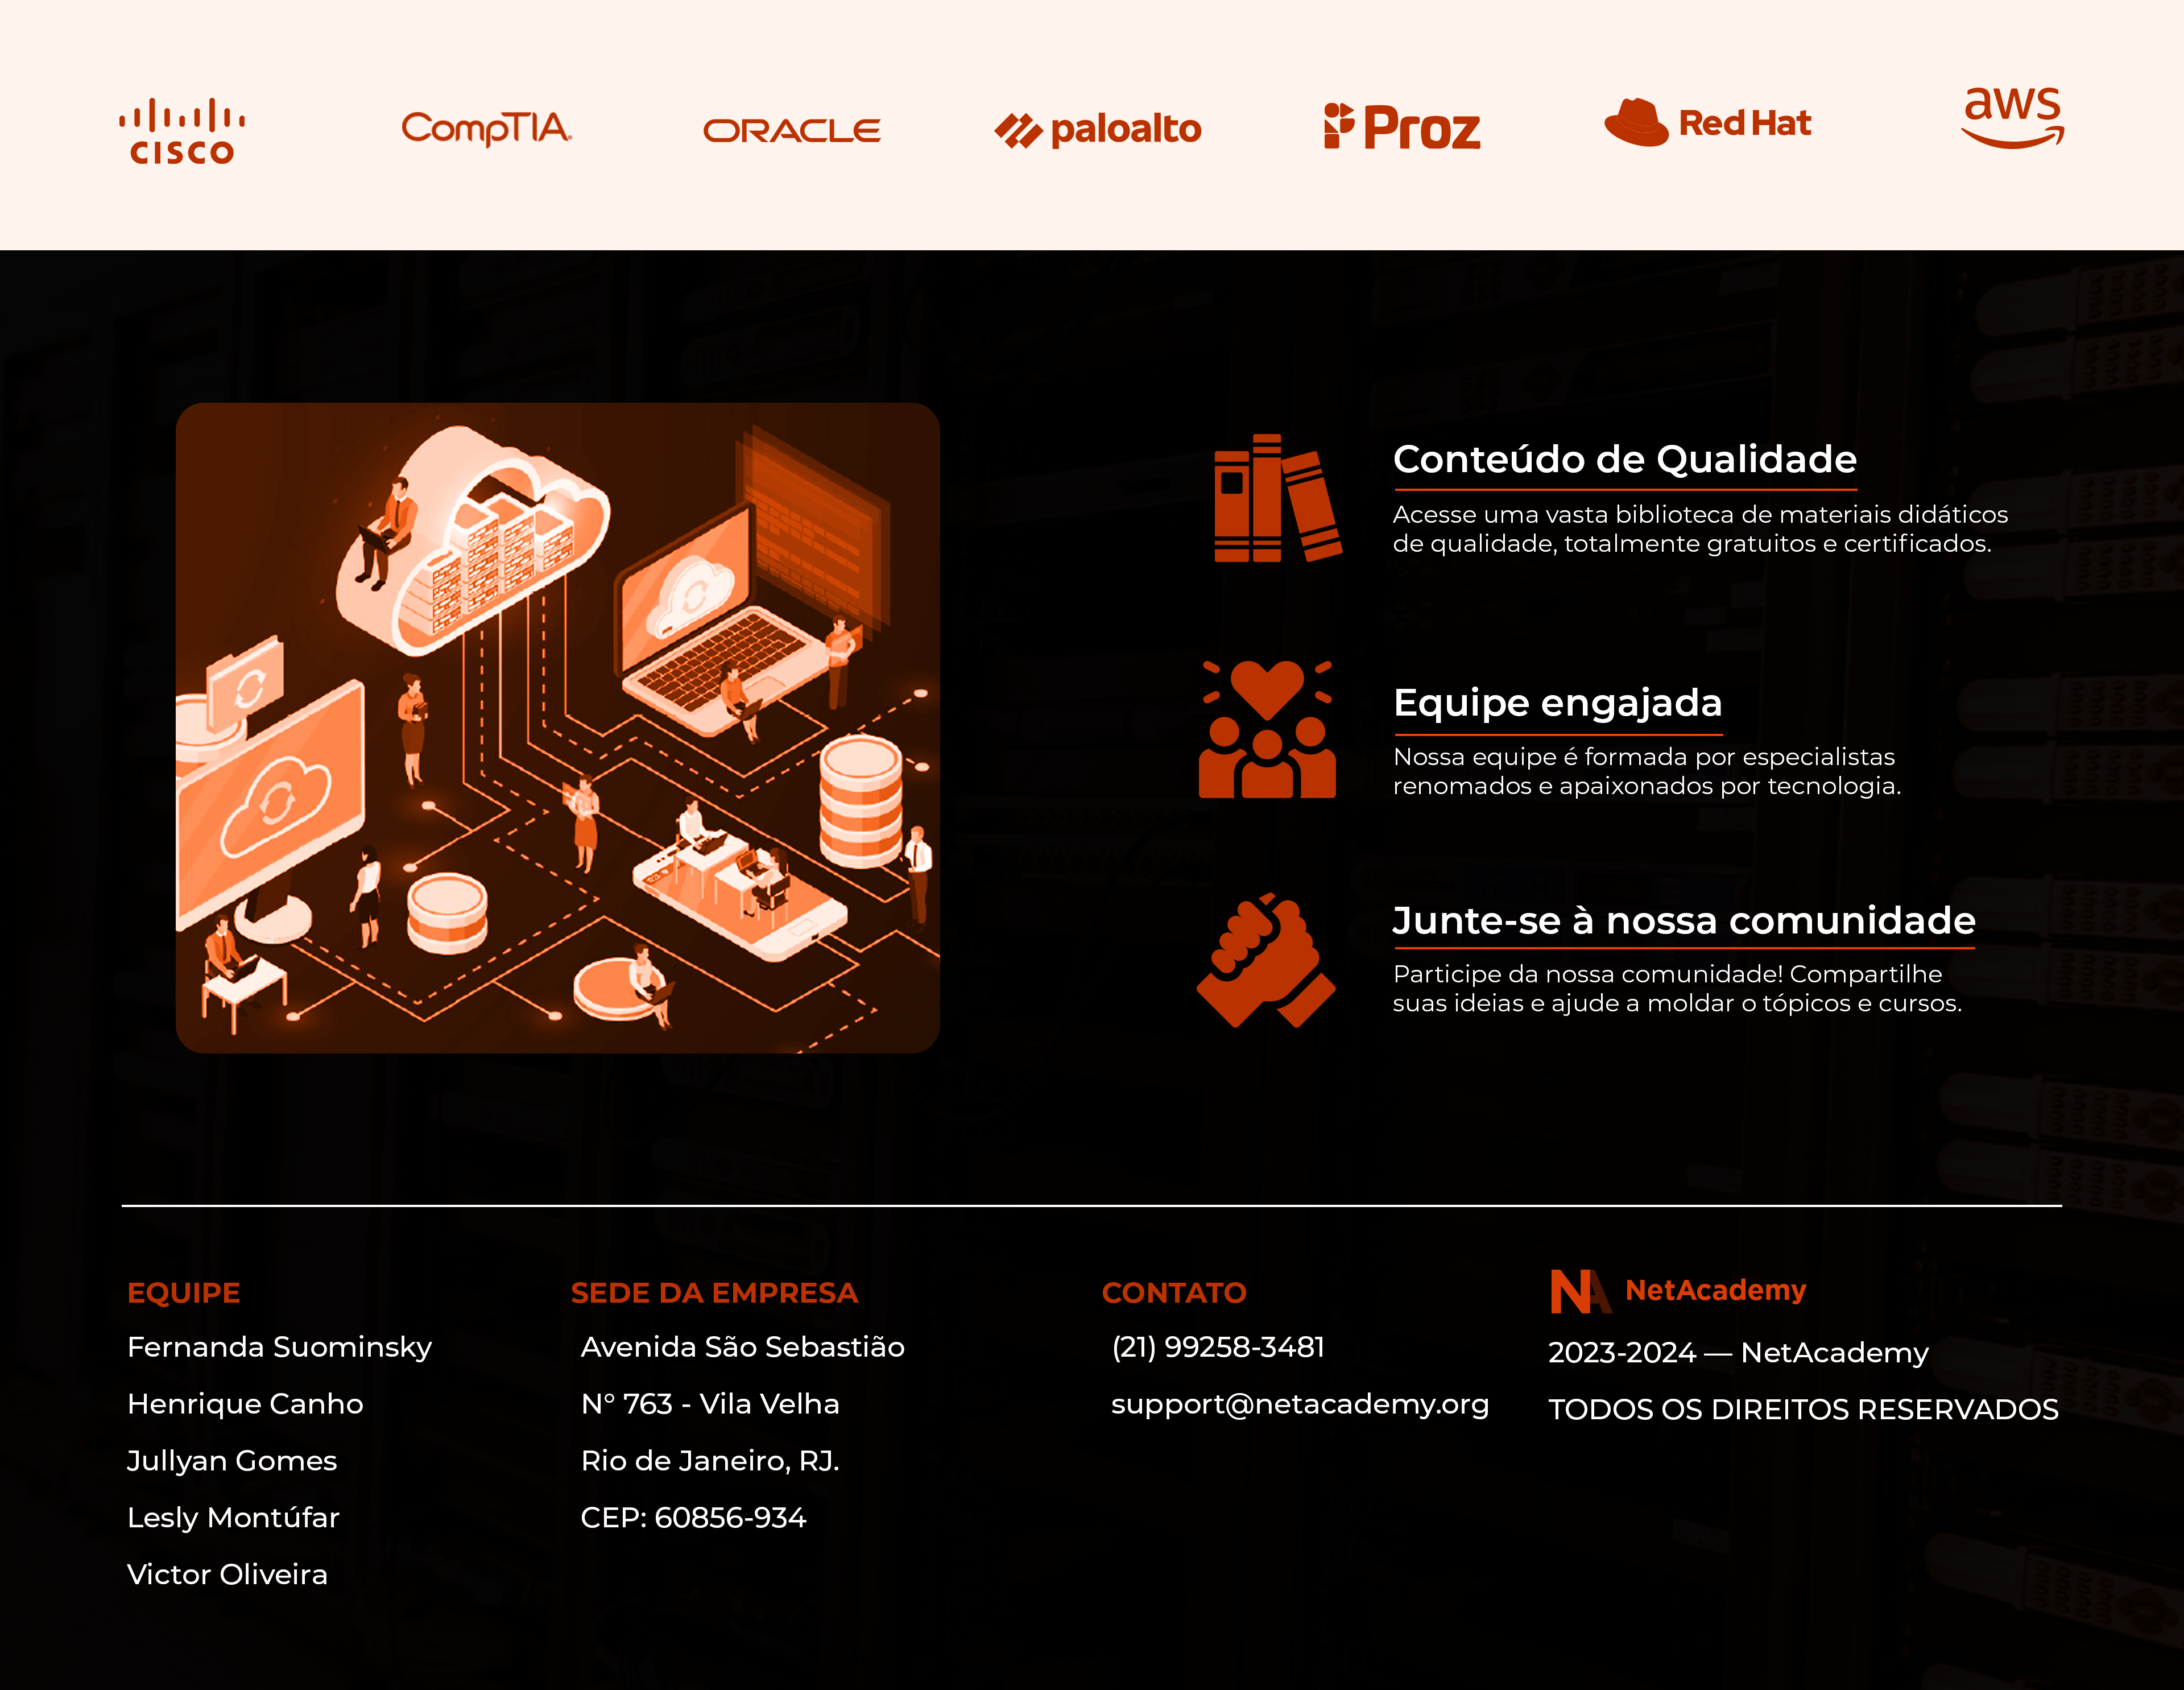 CISCO
CompTIA
ORACLE
paloalto
Proz
Red Hat
aws
Conteúdo de Qualidade
Acesse uma vasta biblioteca de materiais didáticos
de qualidade, totalmente gratuitos e certificados.
Equipe engajada
Nossa equipe é formada por especialistas
renomados e apaixonados por tecnologia.
Junte-se à nossa comunidade
Participe da nossa comunidade! Compartilhe
suas ideias e ajude a moldar o tópicos e cursos.
EQUIPE
Fernanda Suominsky
Henrique Canho
Jullyan Gomes
Lesly Montúfar
Victor Oliveira
SEDE DA EMPRESA
Avenida São Sebastião
N° 763 - Vila Velha
Rio de Janeiro, RJ.
CEP: 60856-934
CONTATO
(21) 99258-3481
support@netacademy.org
NA NetAcademy
2023-2024 — NetAcademy
TODOS OS DIREITOS RESERVADOS